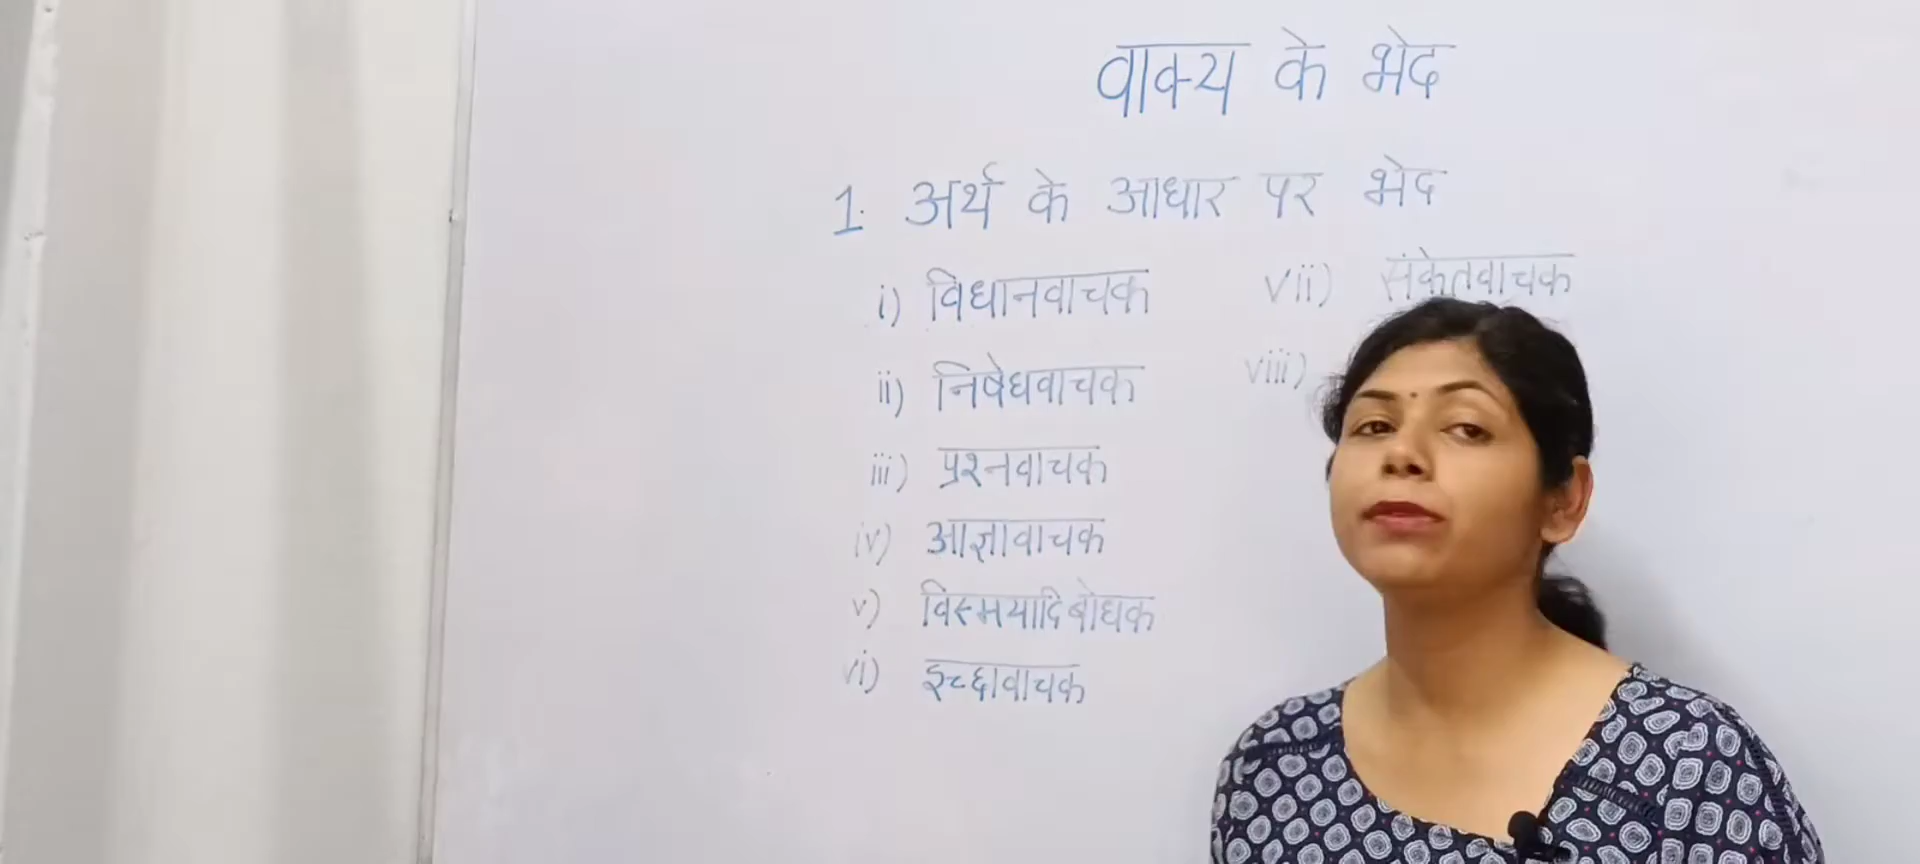 वाक्य के भेद
1. अर्थ के आधार पर भेद
i) विधानवाचक
ii) निषेधवाचक
iii) प्रश्नवाचक
iv) आज्ञावाचक
v) विस्मयादिबोधक
vi) इच्छावाचक
vii) संकेतवाचक
viii)